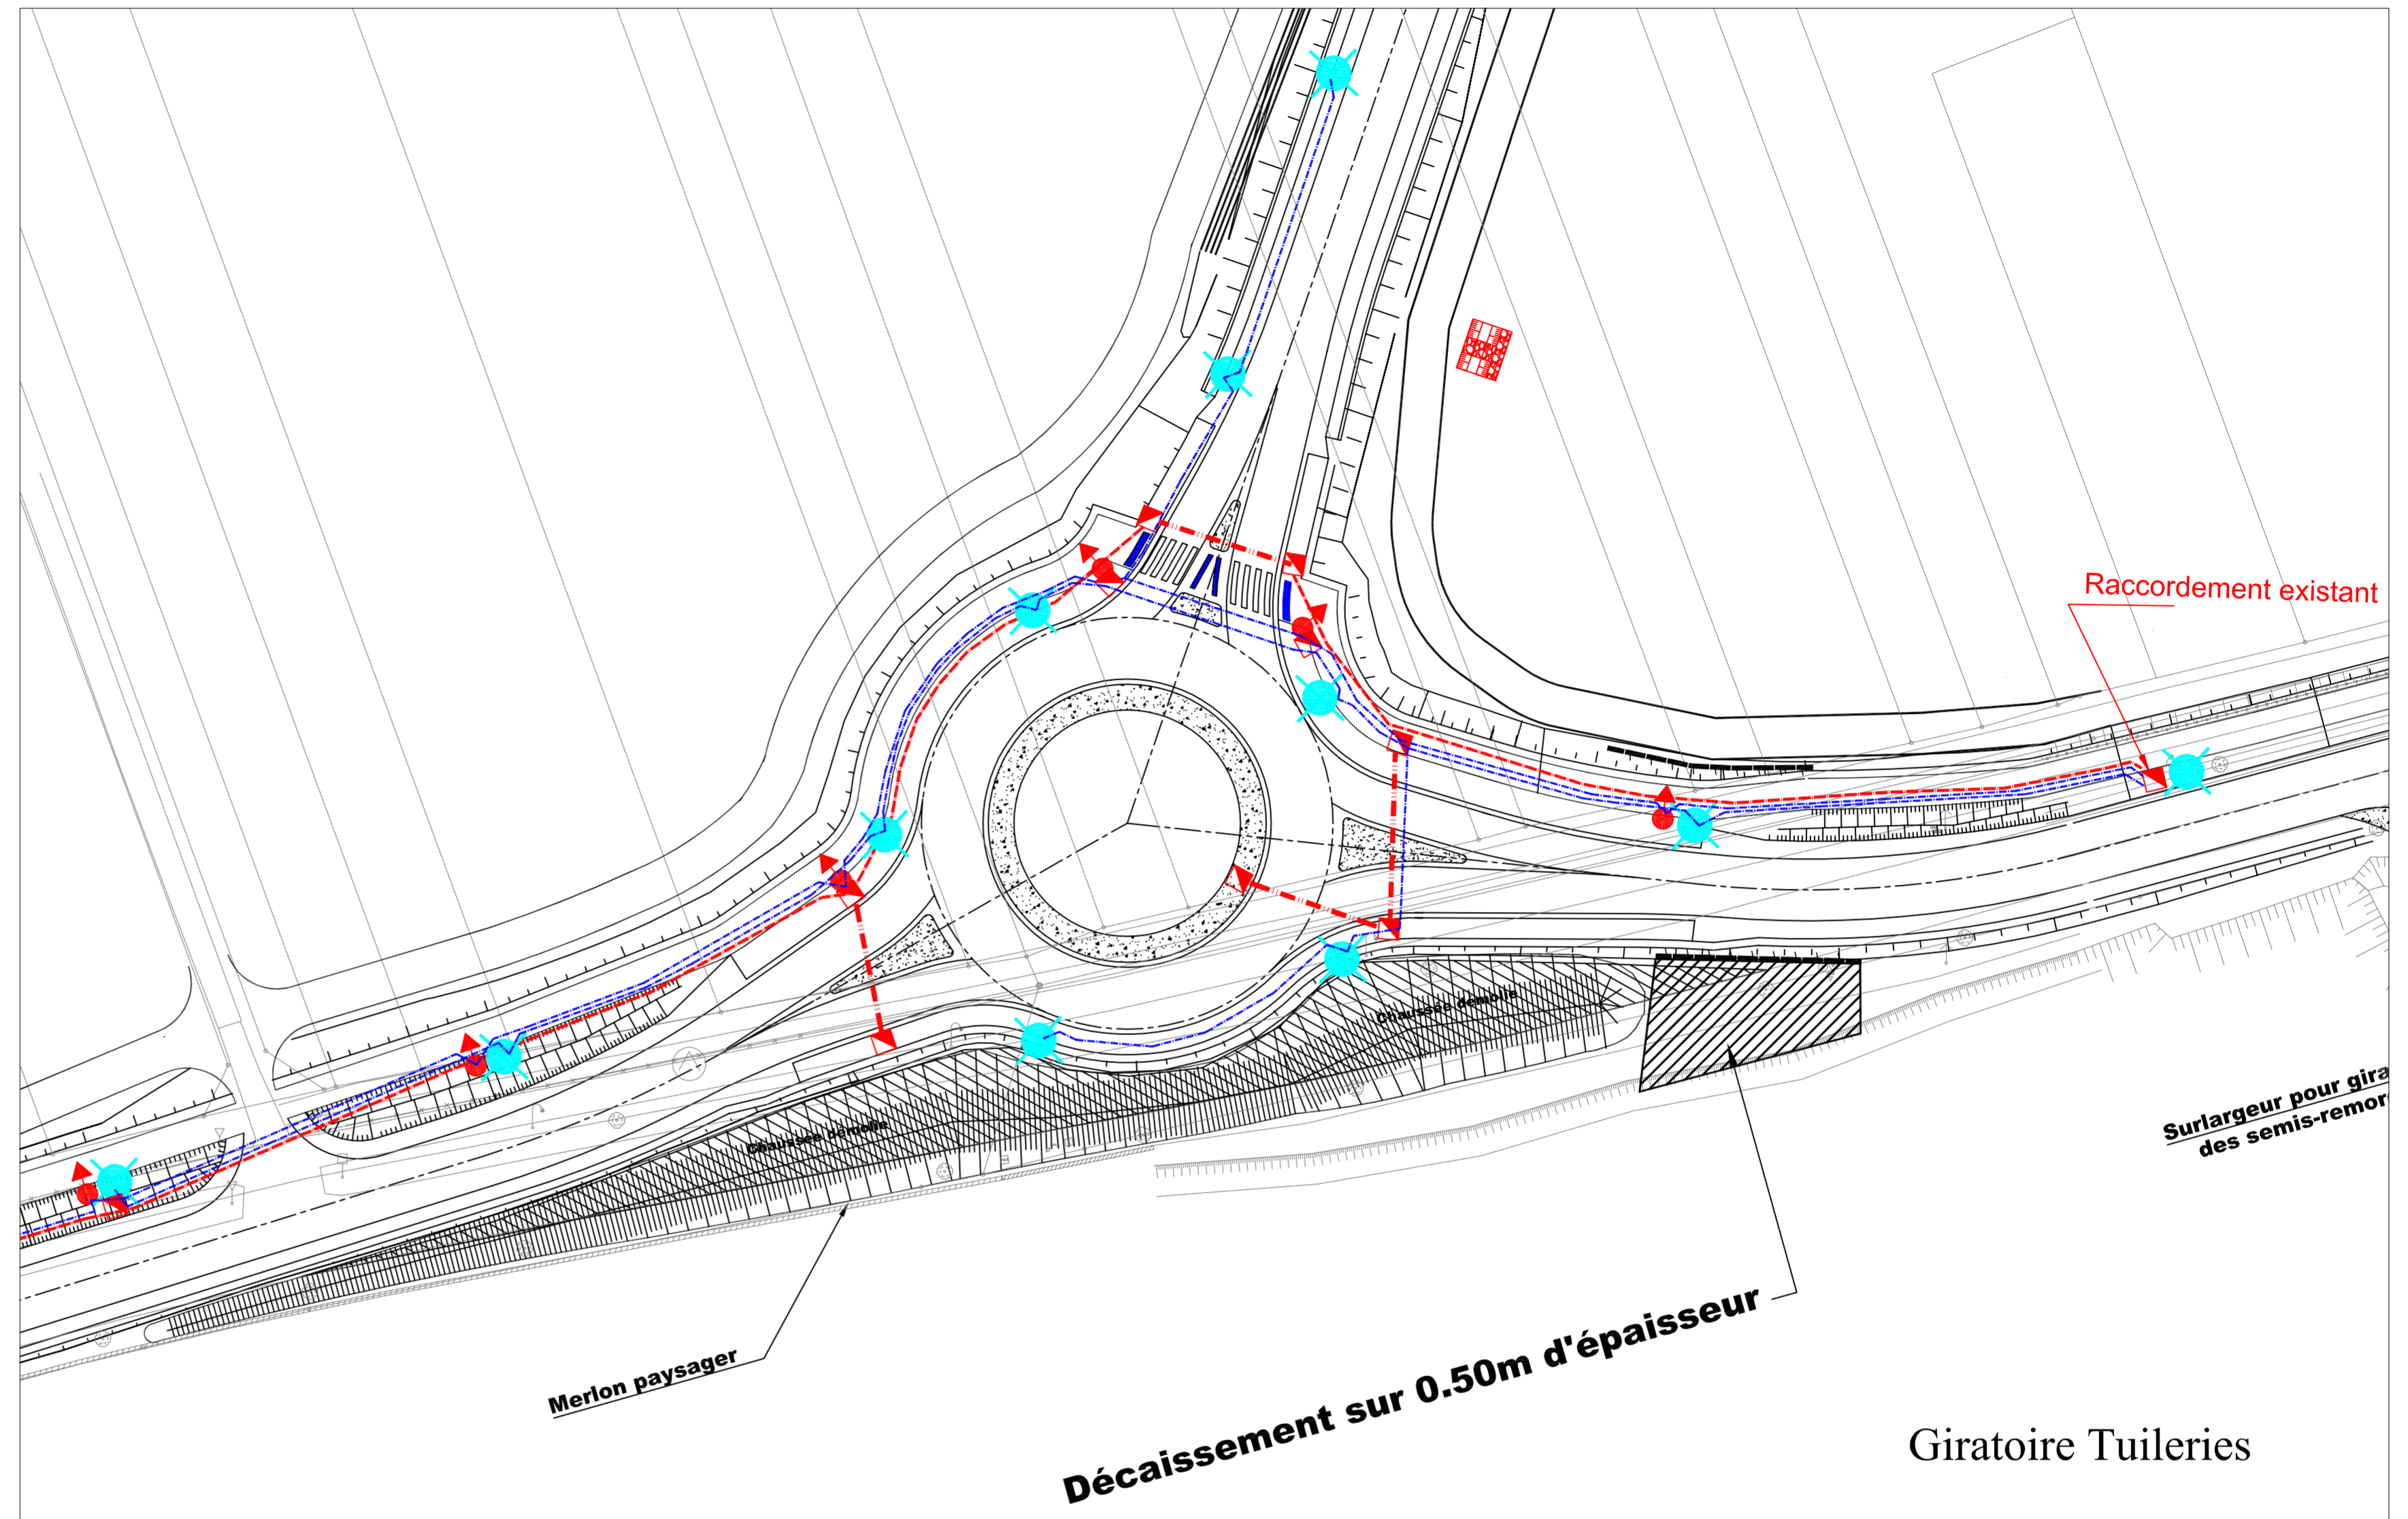 Raccordement existant
Chaussée démolie
Surlargeur pour gira
des semis-remor
Chaussée démolie
Merlon paysager
Décaissement sur 0.50m d'épaisseur
Giratoire Tuileries